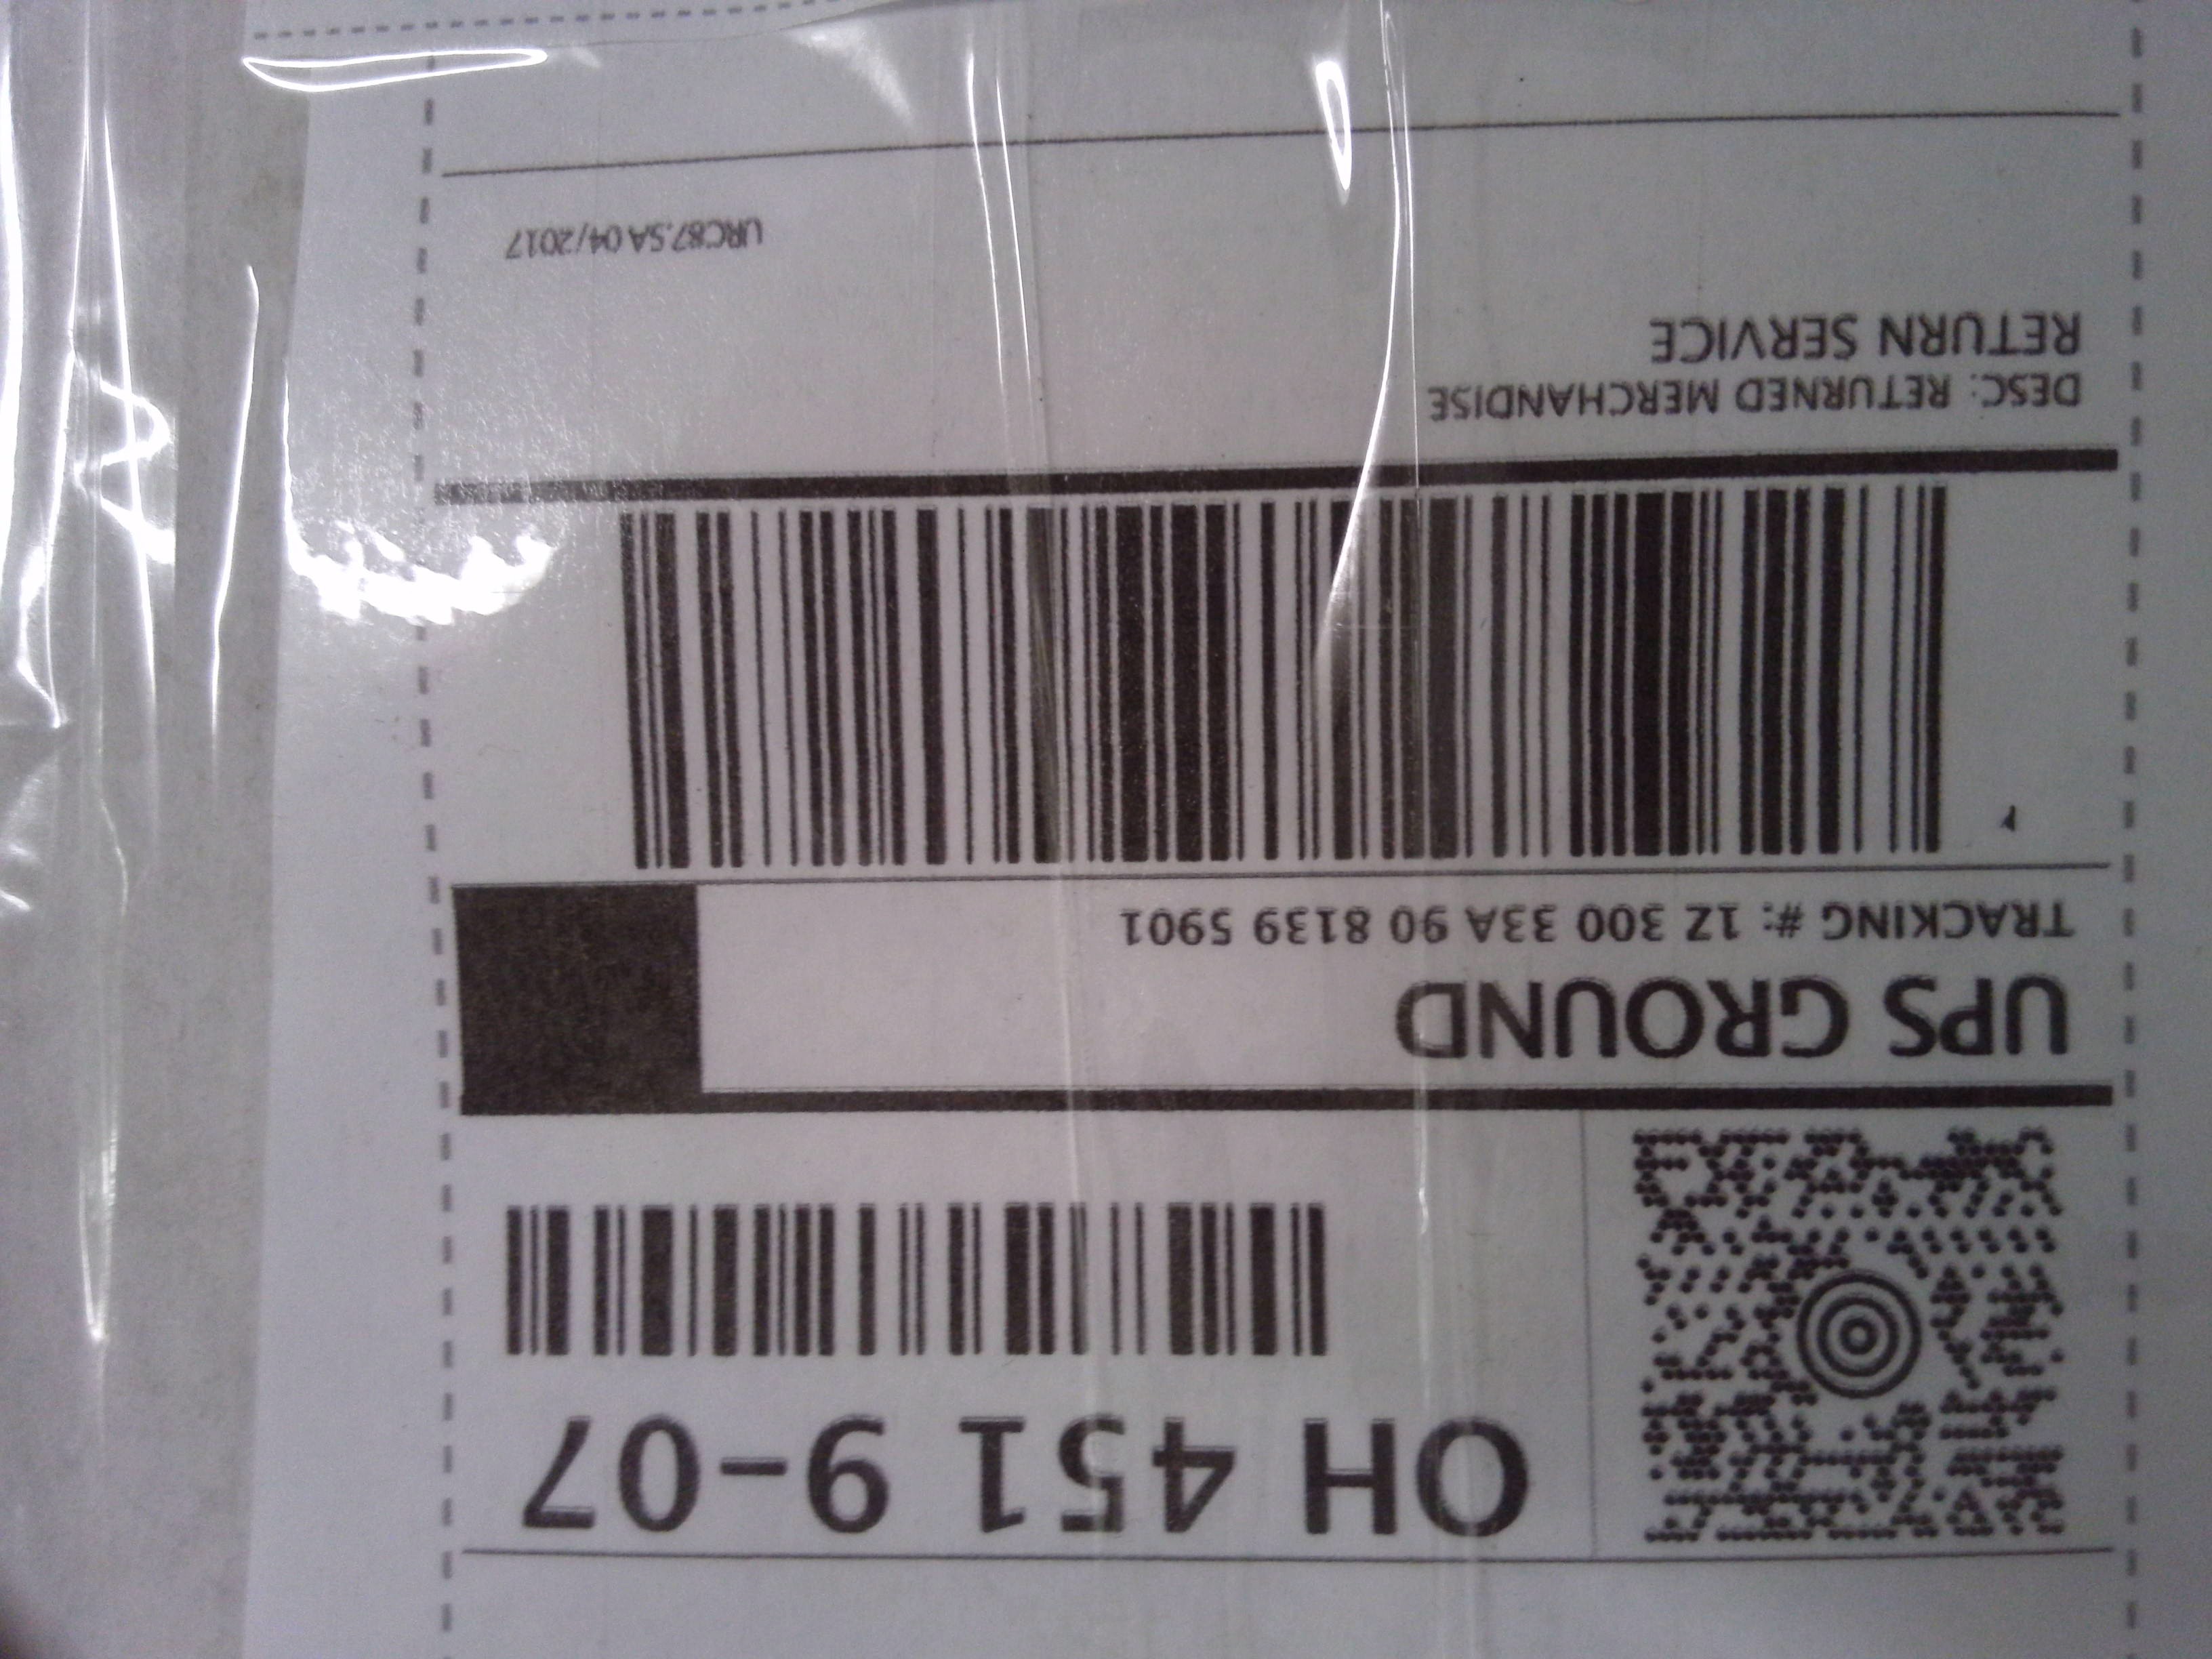 OH 451 9-07
UPS GROUND
TRACKING #: 1Z 300 33A 90 8139 5901
DESC: RETURNED MERCHANDISE
RETURN SERVICE
URC87.5A 04/2017